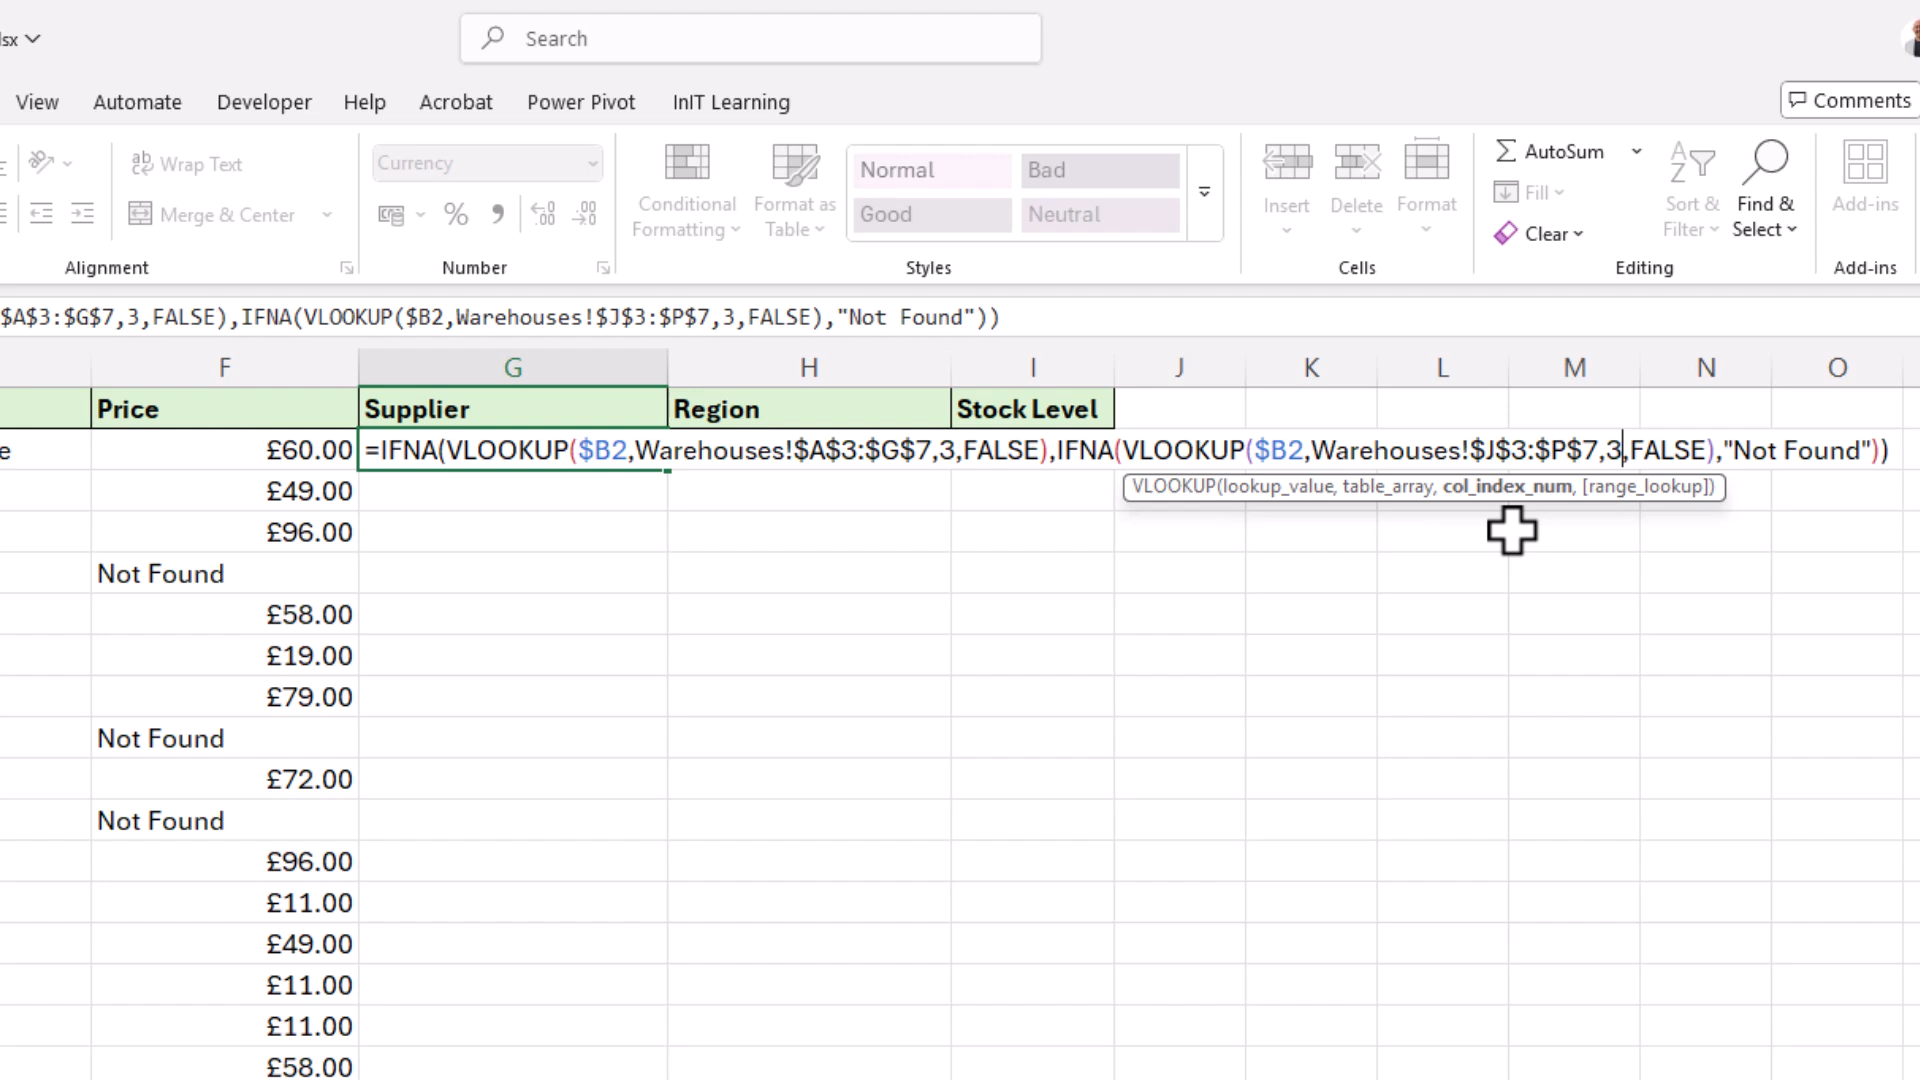 lsx
Search
View Automate Developer Help Acrobat Power Pivot InIT Learning
Comments
Wrap Text
Merge & Center
Alignment
Currency
% 9 .00
Number
Conditional Formatting
Format as Table
Normal Bad
Good Neutral
Styles
Insert Delete Format
Cells
AutoSum
Fill
Clear
Sort & Filter
Find & Select
Editing
Add-ins
Add-ins
$A$3:$G$7,3,FALSE),IFNA(VLOOKUP($B2,Warehouses!$J$3:$P$7,3,FALSE),"Not Found"))
F G H I J K L M N O
Price Supplier Region Stock Level
e £60.00 =IFNA(VLOOKUP($B2,Warehouses!$A$3:$G$7,3,FALSE),IFNA(VLOOKUP($B2,Warehouses!$J$3:$P$7,3,FALSE),"Not Found"))
VLOOKUP(lookup_value, table_array, col_index_num, [range_lookup])
£49.00
£96.00
Not Found
£58.00
£19.00
£79.00
Not Found
£72.00
Not Found
£96.00
£11.00
£49.00
£11.00
£11.00
£58.00